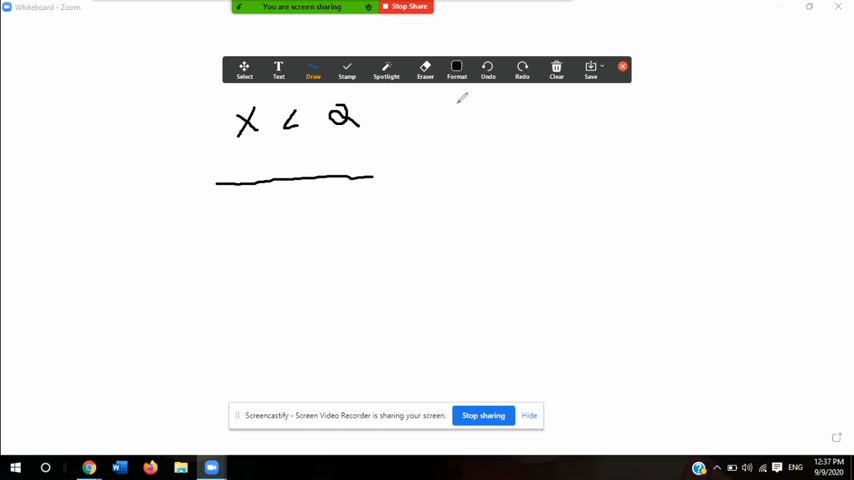 Whiteboard - Zoom
You are screen sharing
Stop Share
Select
Text
Draw
Stamp
Spotlight
Eraser
Format
Undo
Redo
Clear
Save
x < 2
Screencastify - Screen Video Recorder is sharing your screen.
Stop sharing
Hide
ENG
12:37 PM
9/9/2020